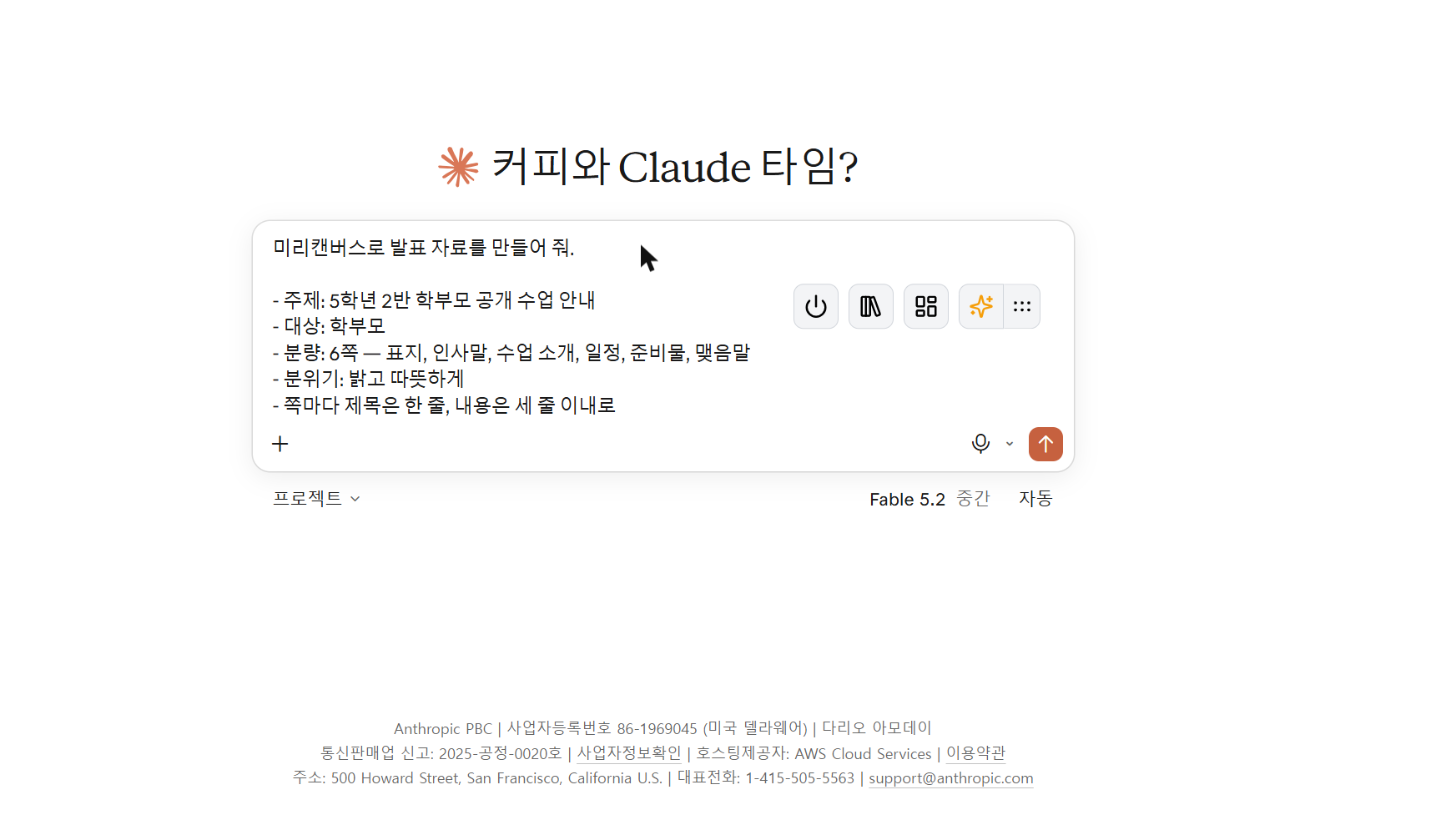 커피와 Claude 타임?
미리캔버스로 발표 자료를 만들어 줘.
- 주제: 5학년 2반 학부모 공개 수업 안내
- 대상: 학부모
- 분량: 6쪽 — 표지, 인사말, 수업 소개, 일정, 준비물, 맺음말
- 분위기: 밝고 따뜻하게
- 쪽마다 제목은 한 줄, 내용은 세 줄 이내로
프로젝트
Fable 5.2 중간 자동
Anthropic PBC | 사업자등록번호 86-1969045 (미국 델라웨어) | 다리오 아모데이
통신판매업 신고: 2025-공정-0020호 | 사업자정보확인 | 호스팅제공자: AWS Cloud Services | 이용약관
주소: 500 Howard Street, San Francisco, California U.S. | 대표전화: 1-415-505-5563 | support@anthropic.com